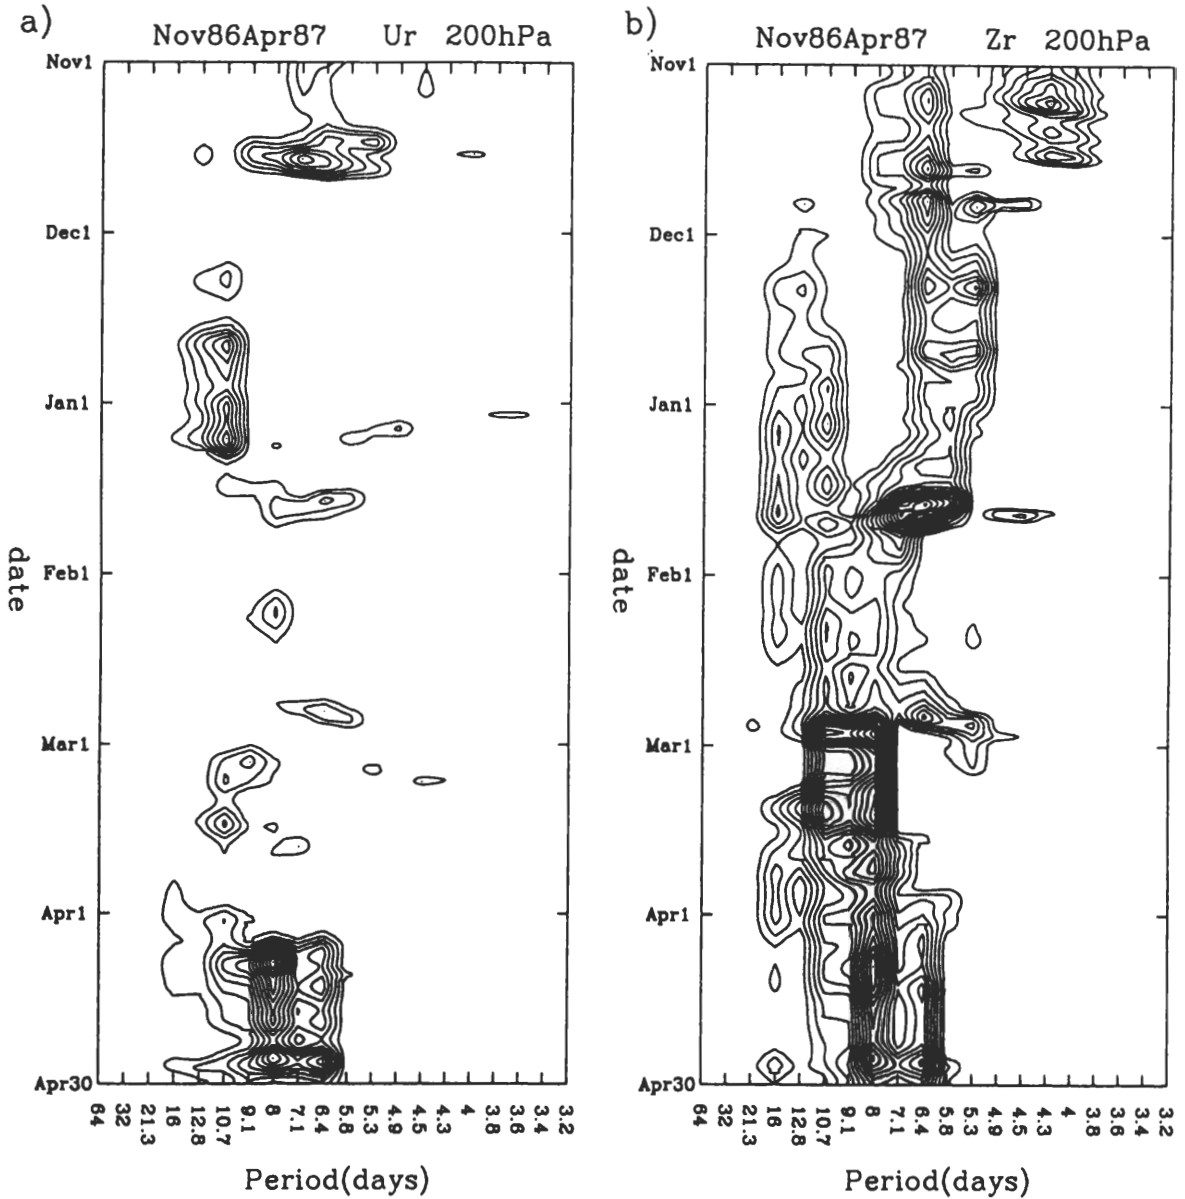 a)
Nov86Apr87 Ur 200hPa
Nov1
Dec1
Jan1
Feb1
Mar1
Apr1
Apr30
date
64 32 21.3 16 12.8 10.7 9.1 8 7.1 6.4 5.8 5.3 4.9 4.5 4.3 4 3.8 3.6 3.4 3.2
Period(days)
b)
Nov86Apr87 Zr 200hPa
Nov1
Dec1
Jan1
Feb1
Mar1
Apr1
Apr30
date
64 32 21.3 16 12.8 10.7 9.1 8 7.1 6.4 5.8 5.3 4.9 4.5 4.3 4 3.8 3.6 3.4 3.2
Period(days)